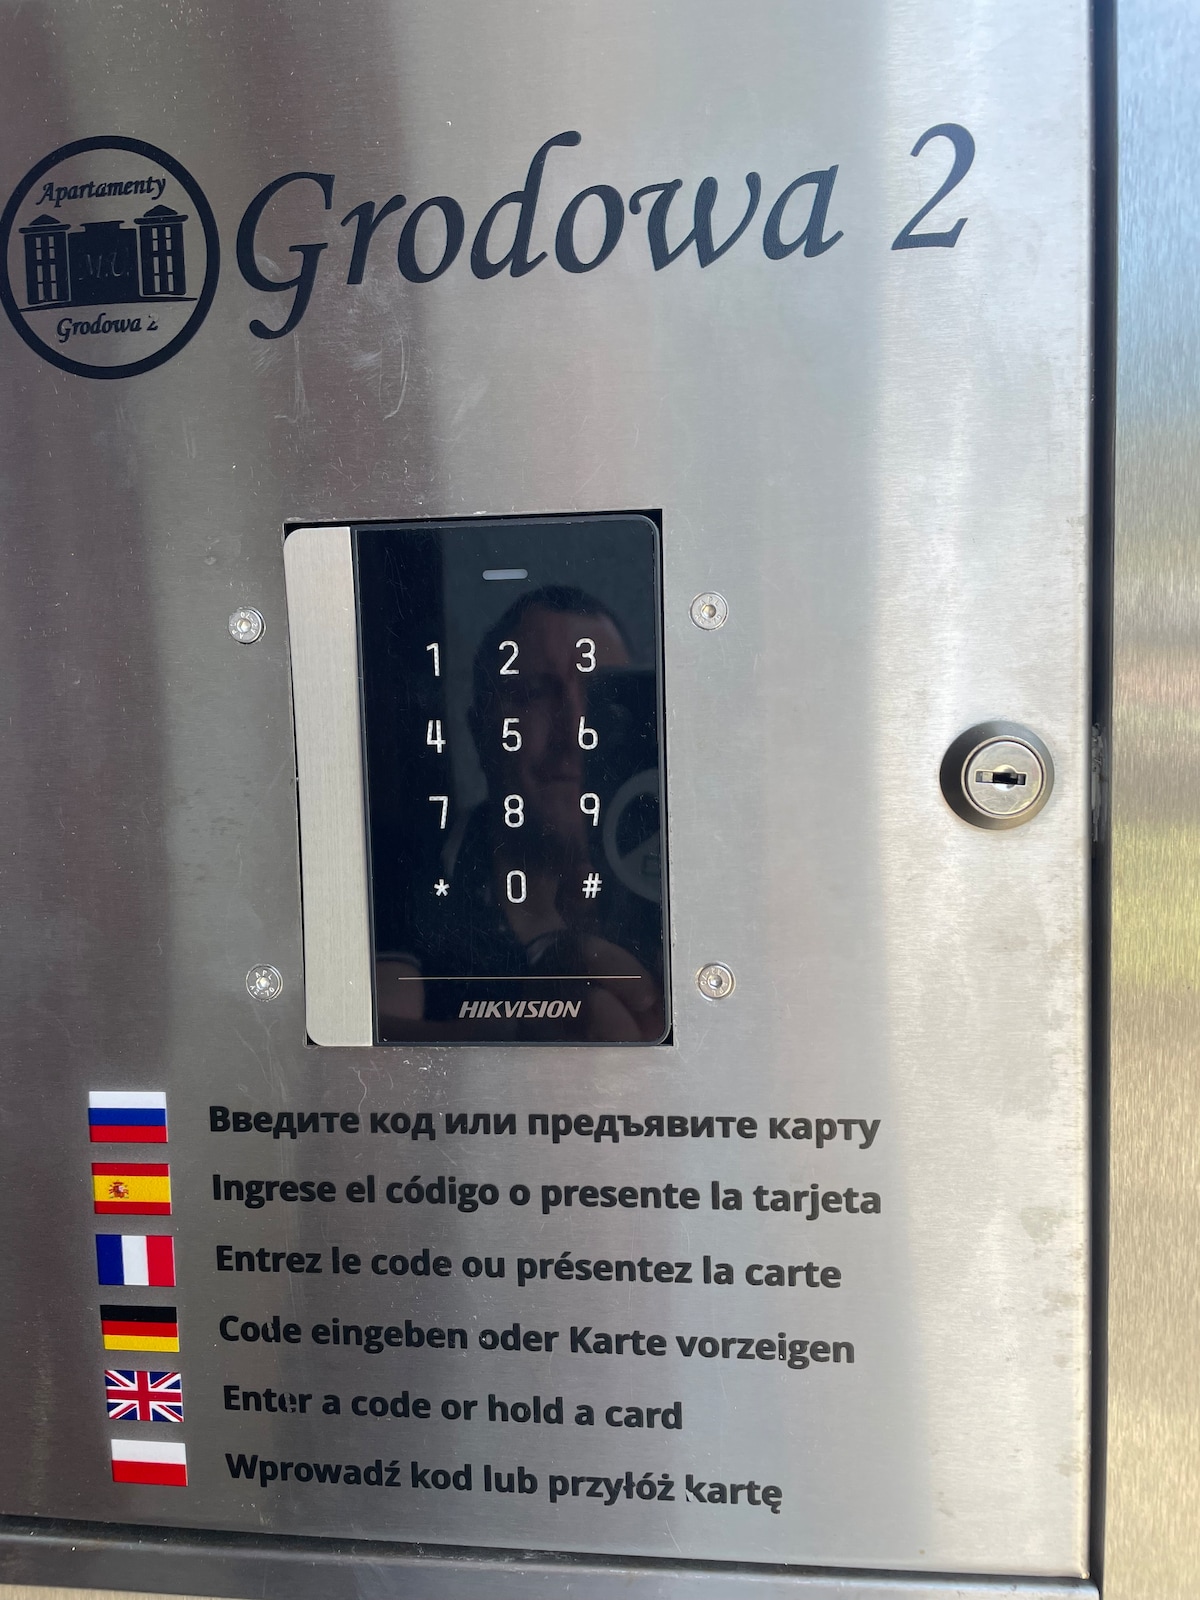 Apartamenty
M.U.
Grodowa 2
Grodowa 2
1 2 3
4 5 6
7 8 9
* 0 #
HIKVISION
Введите код или предъявите карту
Ingrese el código o presente la tarjeta
Entrez le code ou présentez la carte
Code eingeben oder Karte vorzeigen
Enter a code or hold a card
Wprowadź kod lub przyłóż kartę